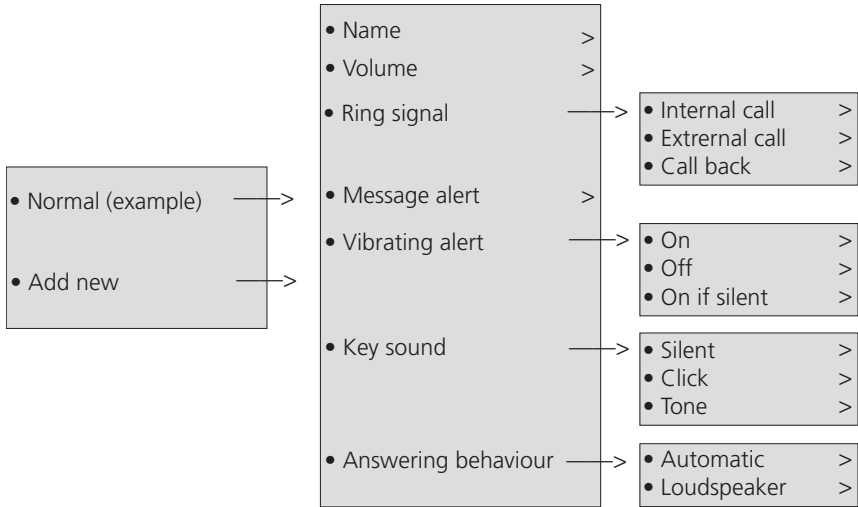 • Normal (example) >
• Add new >
• Name >
• Volume >
• Ring signal >
• Message alert >
• Vibrating alert >
• Key sound >
• Answering behaviour >
• Internal call >
• Extrernal call >
• Call back >
• On >
• Off >
• On if silent >
• Silent >
• Click >
• Tone >
• Automatic >
• Loudspeaker >